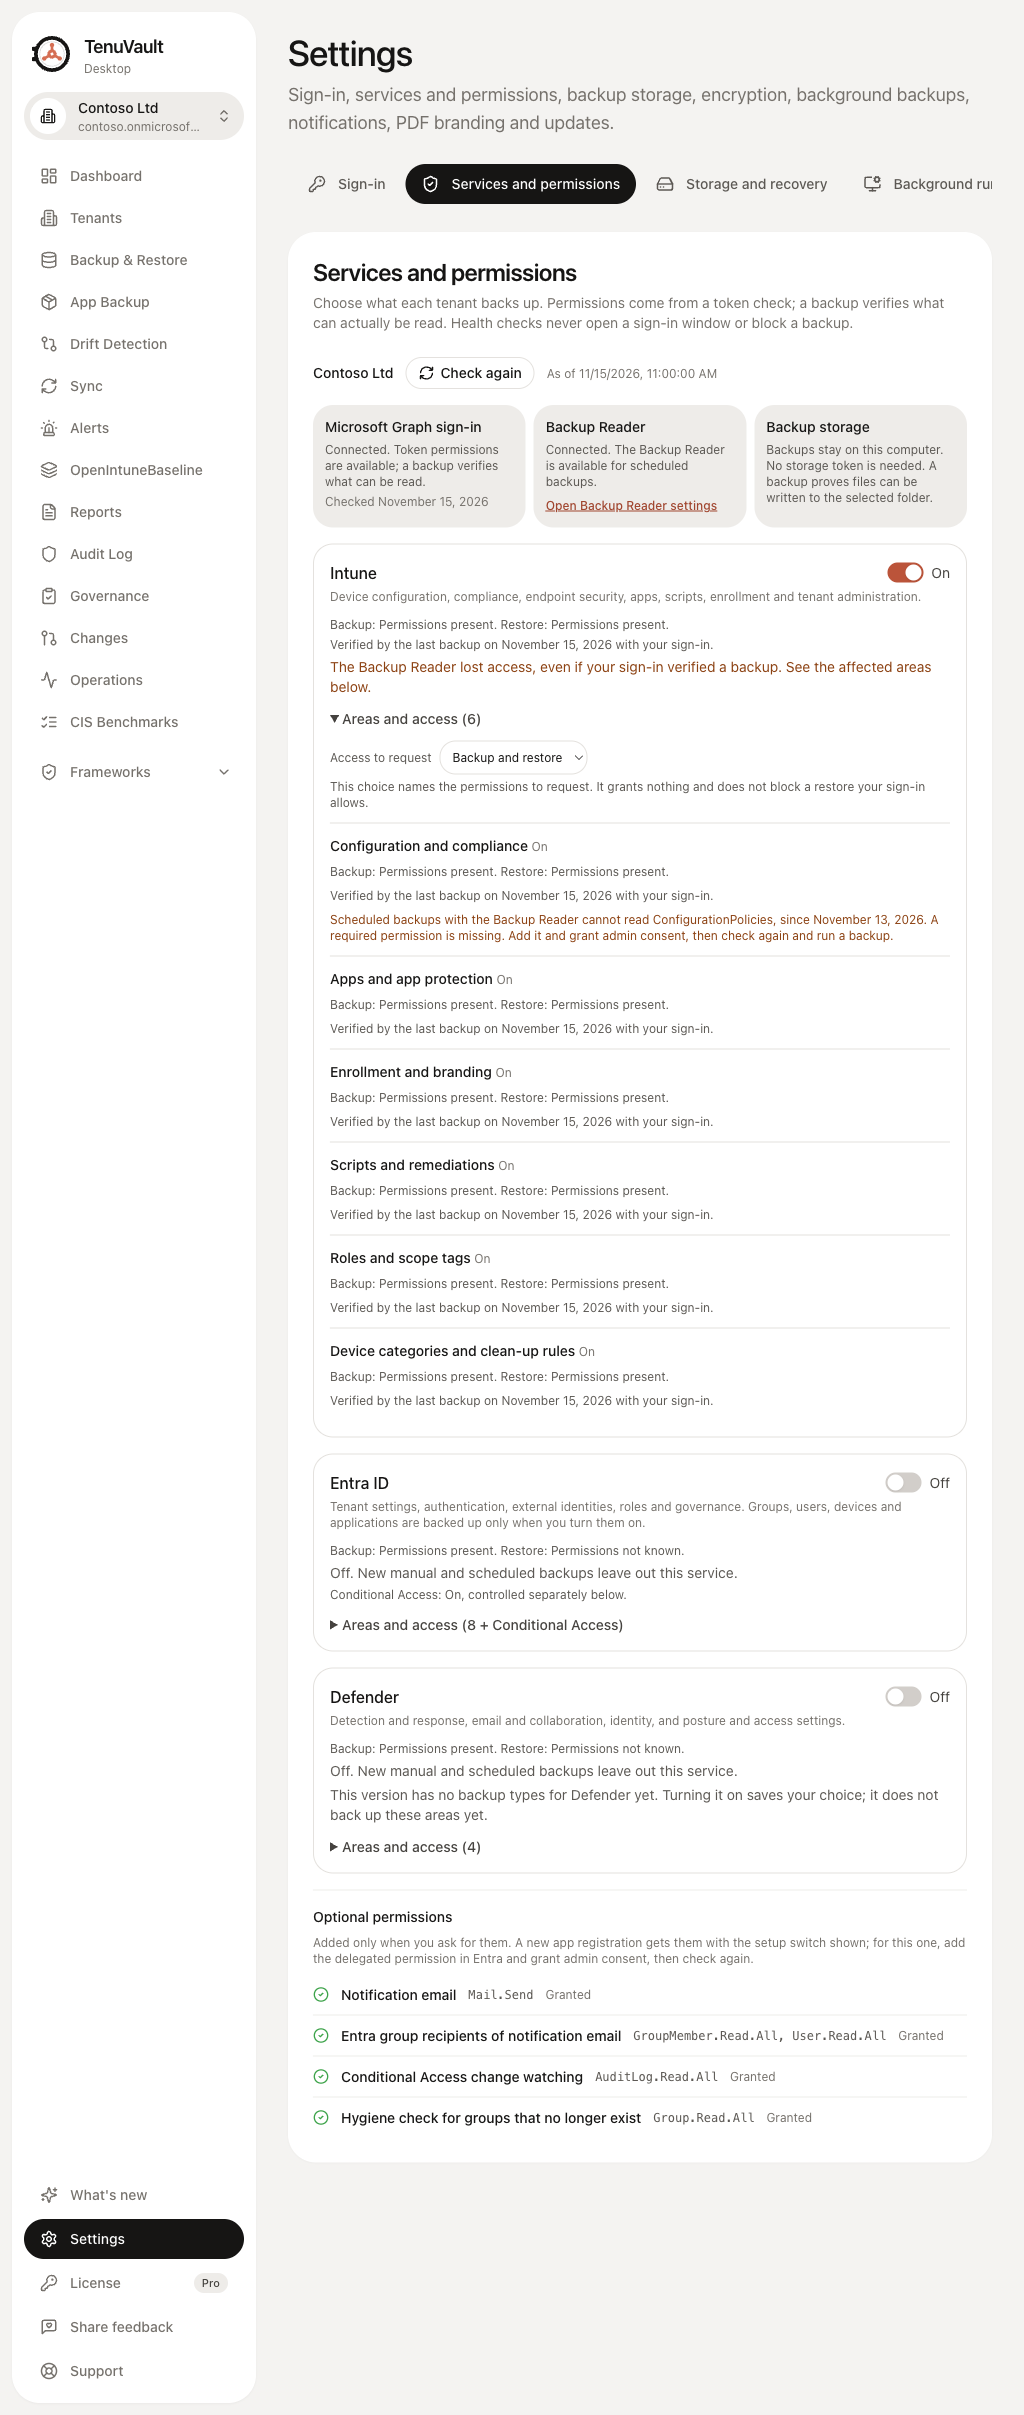 TenuVault
Desktop
Contoso Ltd
contoso.onmicrosof...
Dashboard
Tenants
Backup & Restore
App Backup
Drift Detection
Sync
Alerts
OpenIntuneBaseline
Reports
Audit Log
Governance
Changes
Operations
CIS Benchmarks
Frameworks
What's new
Settings
License
Pro
Share feedback
Support
Settings
Sign-in, services and permissions, backup storage, encryption, background backups,
notifications, PDF branding and updates.
Sign-in
Services and permissions
Storage and recovery
Background ru
Services and permissions
Choose what each tenant backs up. Permissions come from a token check; a backup verifies what
can actually be read. Health checks never open a sign-in window or block a backup.
Contoso Ltd
Check again
As of 11/15/2026, 11:00:00 AM
Microsoft Graph sign-in
Connected. Token permissions
are available; a backup verifies
what can be read.
Checked November 15, 2026
Backup Reader
Connected. The Backup Reader
is available for scheduled
backups.
Open Backup Reader settings
Backup storage
Backups stay on this computer.
No storage token is needed. A
backup proves files can be
written to the selected folder.
Intune
On
Device configuration, compliance, endpoint security, apps, scripts, enrollment and tenant administration.
Backup: Permissions present. Restore: Permissions present.
Verified by the last backup on November 15, 2026 with your sign-in.
The Backup Reader lost access, even if your sign-in verified a backup. See the affected areas
below.
Areas and access (6)
Access to request
Backup and restore
This choice names the permissions to request. It grants nothing and does not block a restore your sign-in
allows.
Configuration and compliance On
Backup: Permissions present. Restore: Permissions present.
Verified by the last backup on November 15, 2026 with your sign-in.
Scheduled backups with the Backup Reader cannot read ConfigurationPolicies, since November 13, 2026. A
required permission is missing. Add it and grant admin consent, then check again and run a backup.
Apps and app protection On
Backup: Permissions present. Restore: Permissions present.
Verified by the last backup on November 15, 2026 with your sign-in.
Enrollment and branding On
Backup: Permissions present. Restore: Permissions present.
Verified by the last backup on November 15, 2026 with your sign-in.
Scripts and remediations On
Backup: Permissions present. Restore: Permissions present.
Verified by the last backup on November 15, 2026 with your sign-in.
Roles and scope tags On
Backup: Permissions present. Restore: Permissions present.
Verified by the last backup on November 15, 2026 with your sign-in.
Device categories and clean-up rules On
Backup: Permissions present. Restore: Permissions present.
Verified by the last backup on November 15, 2026 with your sign-in.
Entra ID
Off
Tenant settings, authentication, external identities, roles and governance. Groups, users, devices and
applications are backed up only when you turn them on.
Backup: Permissions present. Restore: Permissions not known.
Off. New manual and scheduled backups leave out this service.
Conditional Access: On, controlled separately below.
Areas and access (8 + Conditional Access)
Defender
Off
Detection and response, email and collaboration, identity, and posture and access settings.
Backup: Permissions present. Restore: Permissions not known.
Off. New manual and scheduled backups leave out this service.
This version has no backup types for Defender yet. Turning it on saves your choice; it does not
back up these areas yet.
Areas and access (4)
Optional permissions
Added only when you ask for them. A new app registration gets them with the setup switch shown; for this one, add
the delegated permission in Entra and grant admin consent, then check again.
Notification email Mail.Send Granted
Entra group recipients of notification email GroupMember.Read.All, User.Read.All Granted
Conditional Access change watching AuditLog.Read.All Granted
Hygiene check for groups that no longer exist Group.Read.All Granted